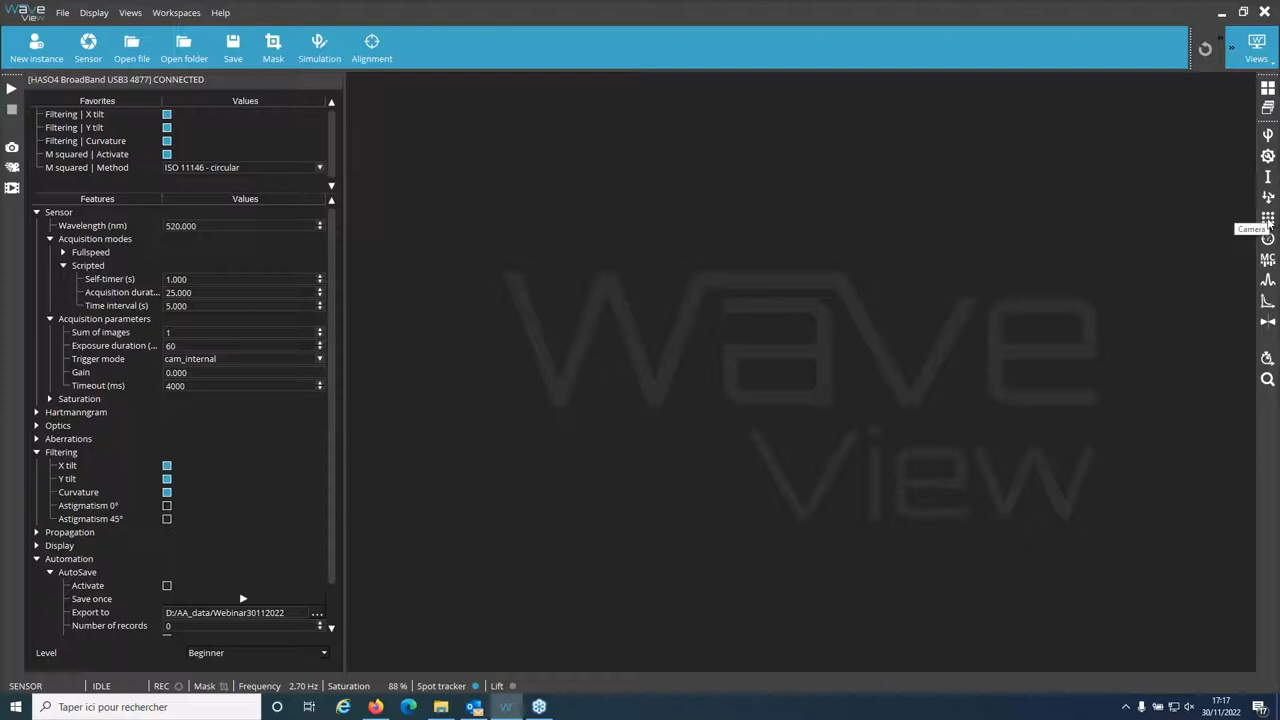 Wave View
File Display Views Workspaces Help
New instance Sensor Open file Open folder Save Mask Simulation Alignment Views
[HASO4 BroadBand USB3 4877] CONNECTED
Favorites Values
Filtering | X tilt
Filtering | Y tilt
Filtering | Curvature
M squared | Activate
M squared | Method ISO 11146 - circular
Features Values
Sensor
Wavelength (nm) 520.000
Acquisition modes
Fullspeed
Scripted
Self-timer (s) 1.000
Acquisition durat... 25.000
Time interval (s) 5.000
Acquisition parameters
Sum of images 1
Exposure duration (... 60
Trigger mode cam_internal
Gain 0.000
Timeout (ms) 4000
Saturation
Hartmanngram
Optics
Aberrations
Filtering
X tilt
Y tilt
Curvature
Astigmatism 0°
Astigmatism 45°
Propagation
Display
Automation
AutoSave
Activate
Save once
Export to D:/AA_data/Webinar30112022 ...
Number of records 0
Level Beginner
Wave
View
Camera
MC
SENSOR IDLE REC Mask Frequency 2.70 Hz Saturation 88 % Spot tracker Lift
Taper ici pour rechercher
17:17
30/11/2022
17